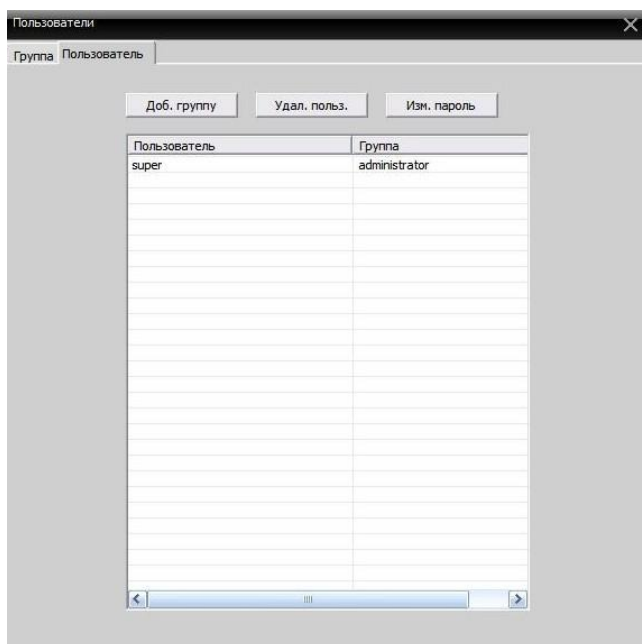 Пользователи
Группа Пользователь
Доб. группу Удал. польз. Изм. пароль
Пользователь Группа
super administrator